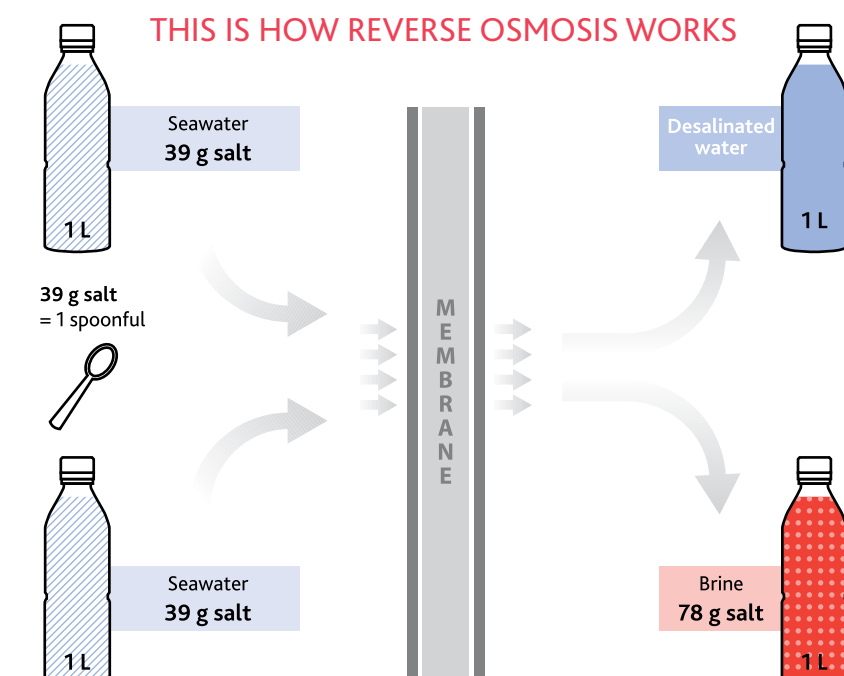 THIS IS HOW REVERSE OSMOSIS WORKS
Seawater
39 g salt
1 L
Desalinated
water
1 L
39 g salt
= 1 spoonful
MEMBRANE
Seawater
39 g salt
1 L
Brine
78 g salt
1 L